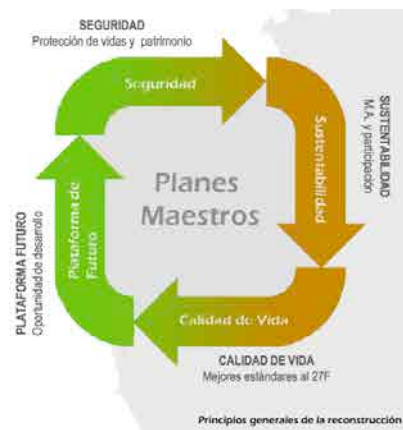 SEGURIDAD
Protección de vidas y patrimonio
Seguridad
Sustentabilidad
SUSTENTABILIDAD
M.A. y participación
Planes
Maestros
PLATAFORMA FUTURO
Oportunidad de desarrollo
Plataforma de
Futuro
Calidad de Vida
CALIDAD DE VIDA
Mejores estándares al 27F
Principios generales de la reconstrucción